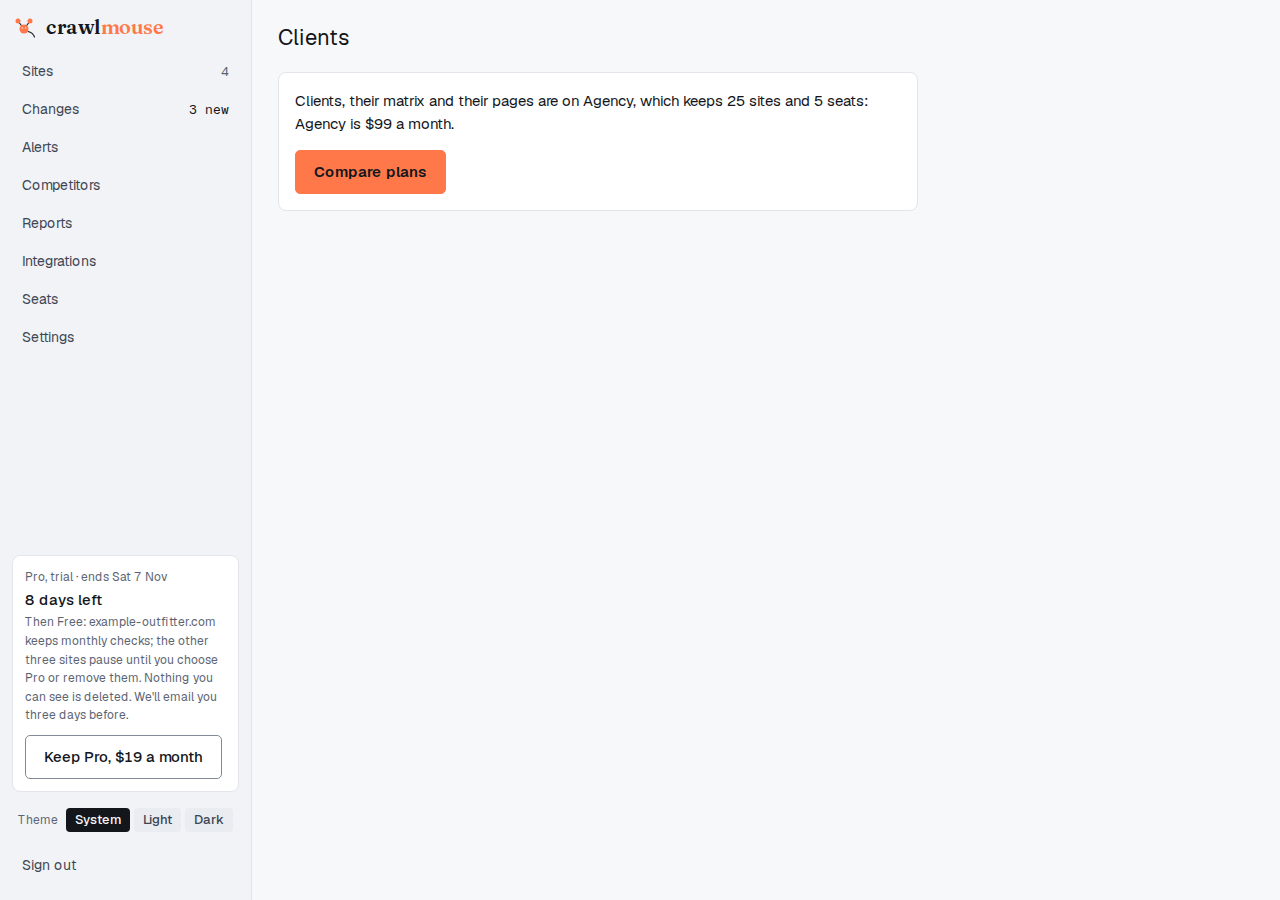 crawlmouse
Sites 4
Changes 3 new
Alerts
Competitors
Reports
Integrations
Seats
Settings
Pro, trial · ends Sat 7 Nov
8 days left
Then Free: example-outfitter.com
keeps monthly checks; the other
three sites pause until you choose
Pro or remove them. Nothing you
can see is deleted. We'll email you
three days before.
Keep Pro, $19 a month
Theme System Light Dark
Sign out
Clients
Clients, their matrix and their pages are on Agency, which keeps 25 sites and 5 seats:
Agency is $99 a month.
Compare plans